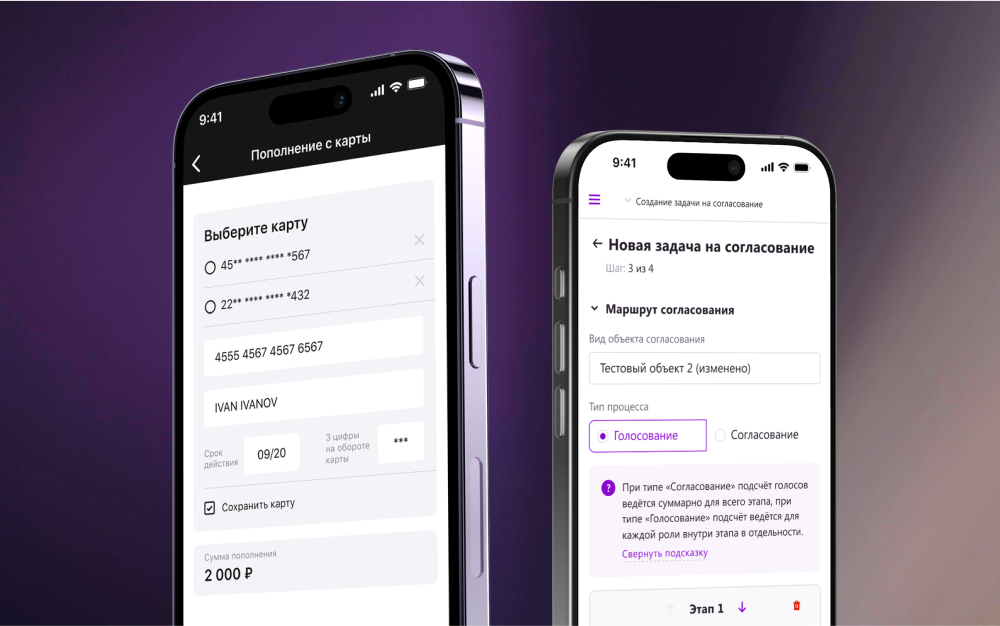 9:41
Пополнение с карты
Выберите карту
45** **** **** *567
22** **** **** *432
4555 4567 4567 6567
IVAN IVANOV
Срок
действия
09/20
3 цифры
на обороте
карты
***
Сохранить карту
Сумма пополнения
2 000 ₽
9:41
Создание задачи на согласование
Новая задача на согласование
Шаг: 3 из 4
Маршрут согласования
Вид объекта согласования
Тестовый объект 2 (изменено)
Тип процесса
Голосование
Согласование
?
При типе «Согласование» подсчёт голосов
ведётся суммарно для всего этапа, при
типе «Голосование» подсчёт ведётся для
каждой роли внутри этапа в отдельности.
Свернуть подсказку
Этап 1